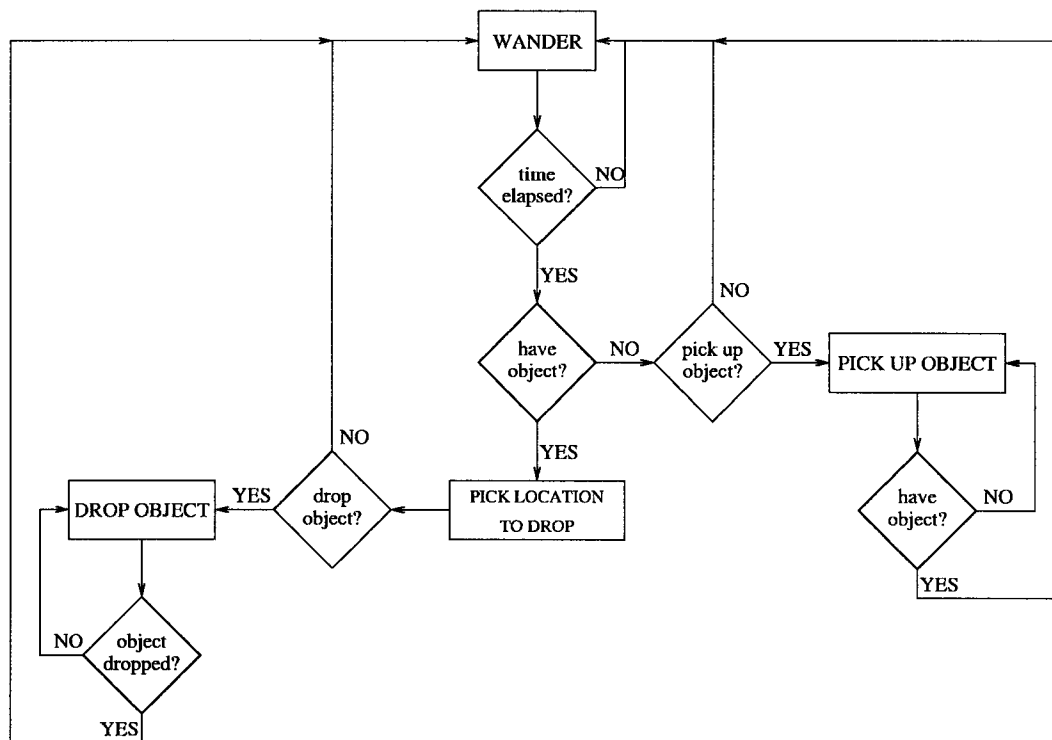 WANDER
time
elapsed?
NO
YES
have
object?
NO
pick up
object?
NO
YES
PICK UP OBJECT
YES
PICK LOCATION
TO DROP
drop
object?
NO
YES
DROP OBJECT
have
object?
NO
YES
object
dropped?
NO
YES